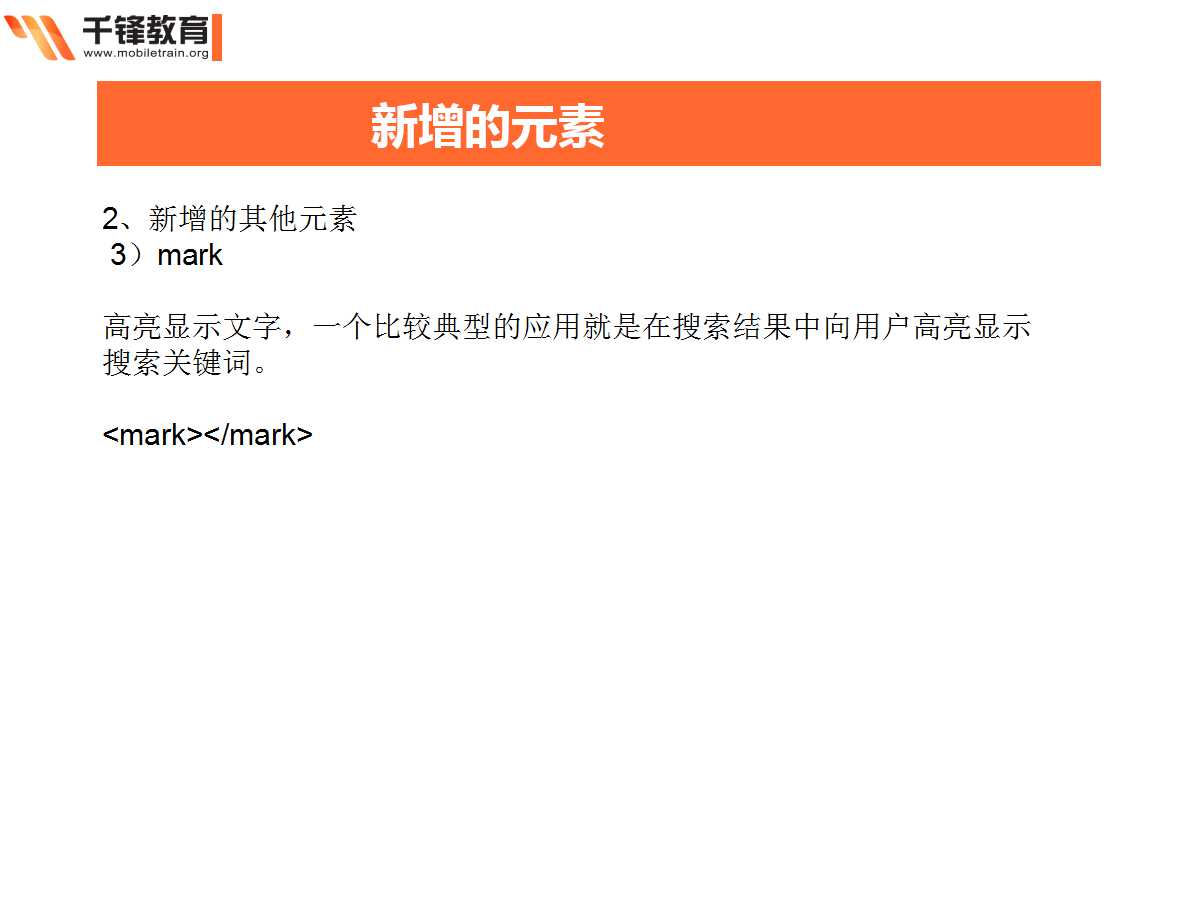 千锋教育
www.mobiletrain.org
新增的元素
2、新增的其他元素
3）mark
高亮显示文字，一个比较典型的应用就是在搜索结果中向用户高亮显示
搜索关键词。
<mark></mark>